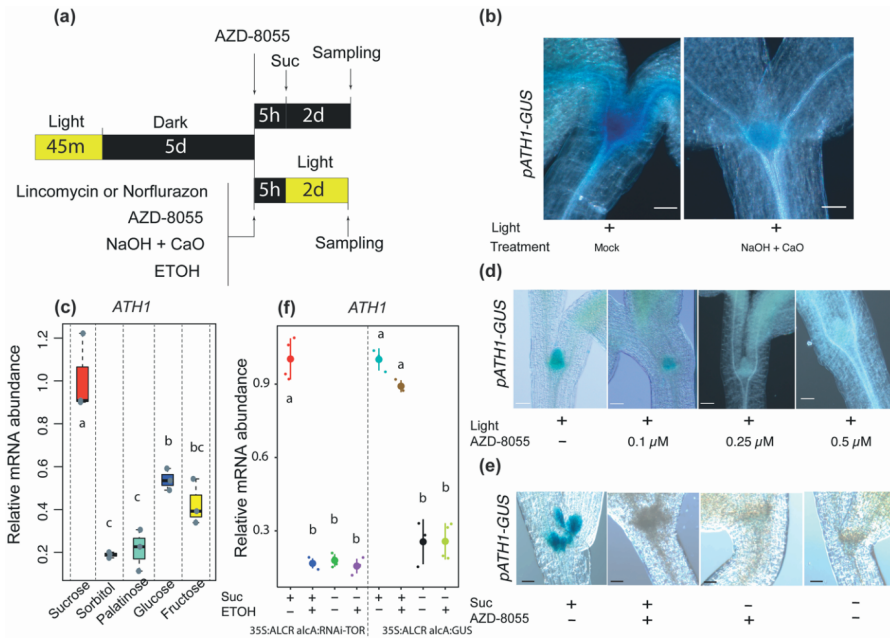 (a)
AZD-8055
Suc
Sampling
5h 2d
Light
Dark
45m
5d
Light
5h 2d
Lincomycin or Norflurazon
AZD-8055
NaOH + CaO
ETOH
Sampling
(b)
pATH1-GUS
Light + +
Treatment Mock NaOH + CaO
(c)
ATH1
Relative mRNA abundance
1.2
1.0
0.8
0.6
0.4
0.2
a
c
c
b
bc
Sucrose
Sorbitol
Palatinose
Glucose
Fructose
(f)
ATH1
Relative mRNA abundance
0.9
0.3
a
b
b
b
a
a
b
b
Suc + + − − + + − −
ETOH − + − + − + − +
35S:ALCR alcA:RNAi-TOR 35S:ALCR alcA:GUS
(d)
pATH1-GUS
Light + + + +
AZD-8055 − 0.1 µM 0.25 µM 0.5 µM
(e)
pATH1-GUS
Suc + + − −
AZD-8055 − + + −